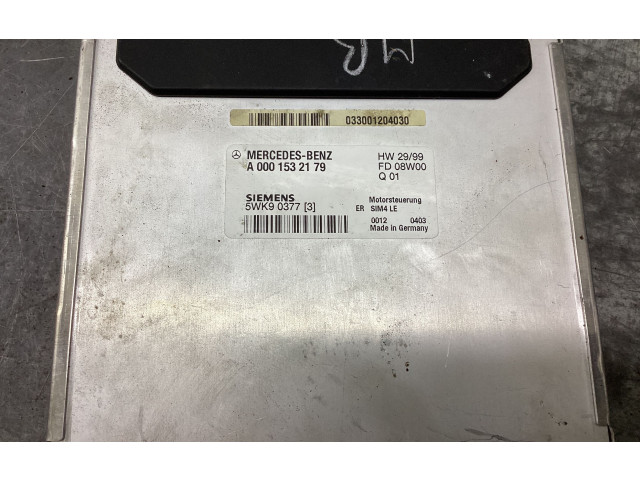 MR
033001204030
MERCEDES-BENZ HW 29/99
A 000 153 21 79 FD 08W00
Q 01
SIEMENS Motorsteuerung
5WK9 0377 [3] ER SIM4 LE
0012 0403
Made in Germany